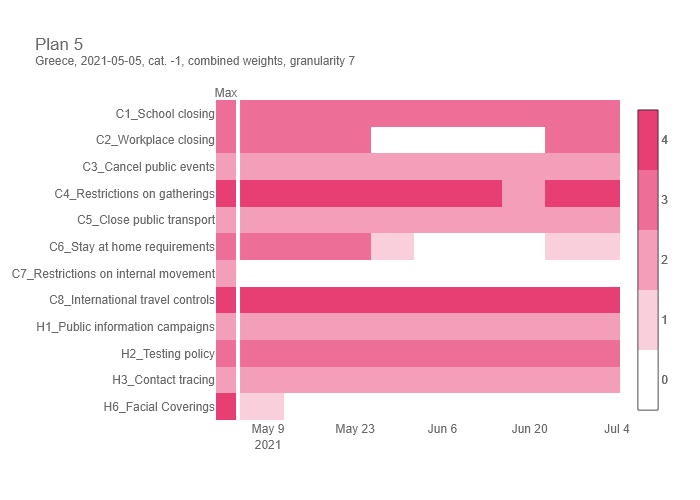 Plan 5
Greece, 2021-05-05, cat. -1, combined weights, granularity 7
Max
C1_School closing
C2_Workplace closing
C3_Cancel public events
C4_Restrictions on gatherings
C5_Close public transport
C6_Stay at home requirements
C7_Restrictions on internal movement
C8_International travel controls
H1_Public information campaigns
H2_Testing policy
H3_Contact tracing
H6_Facial Coverings
May 9 May 23 Jun 6 Jun 20 Jul 4
2021
4
3
2
1
0